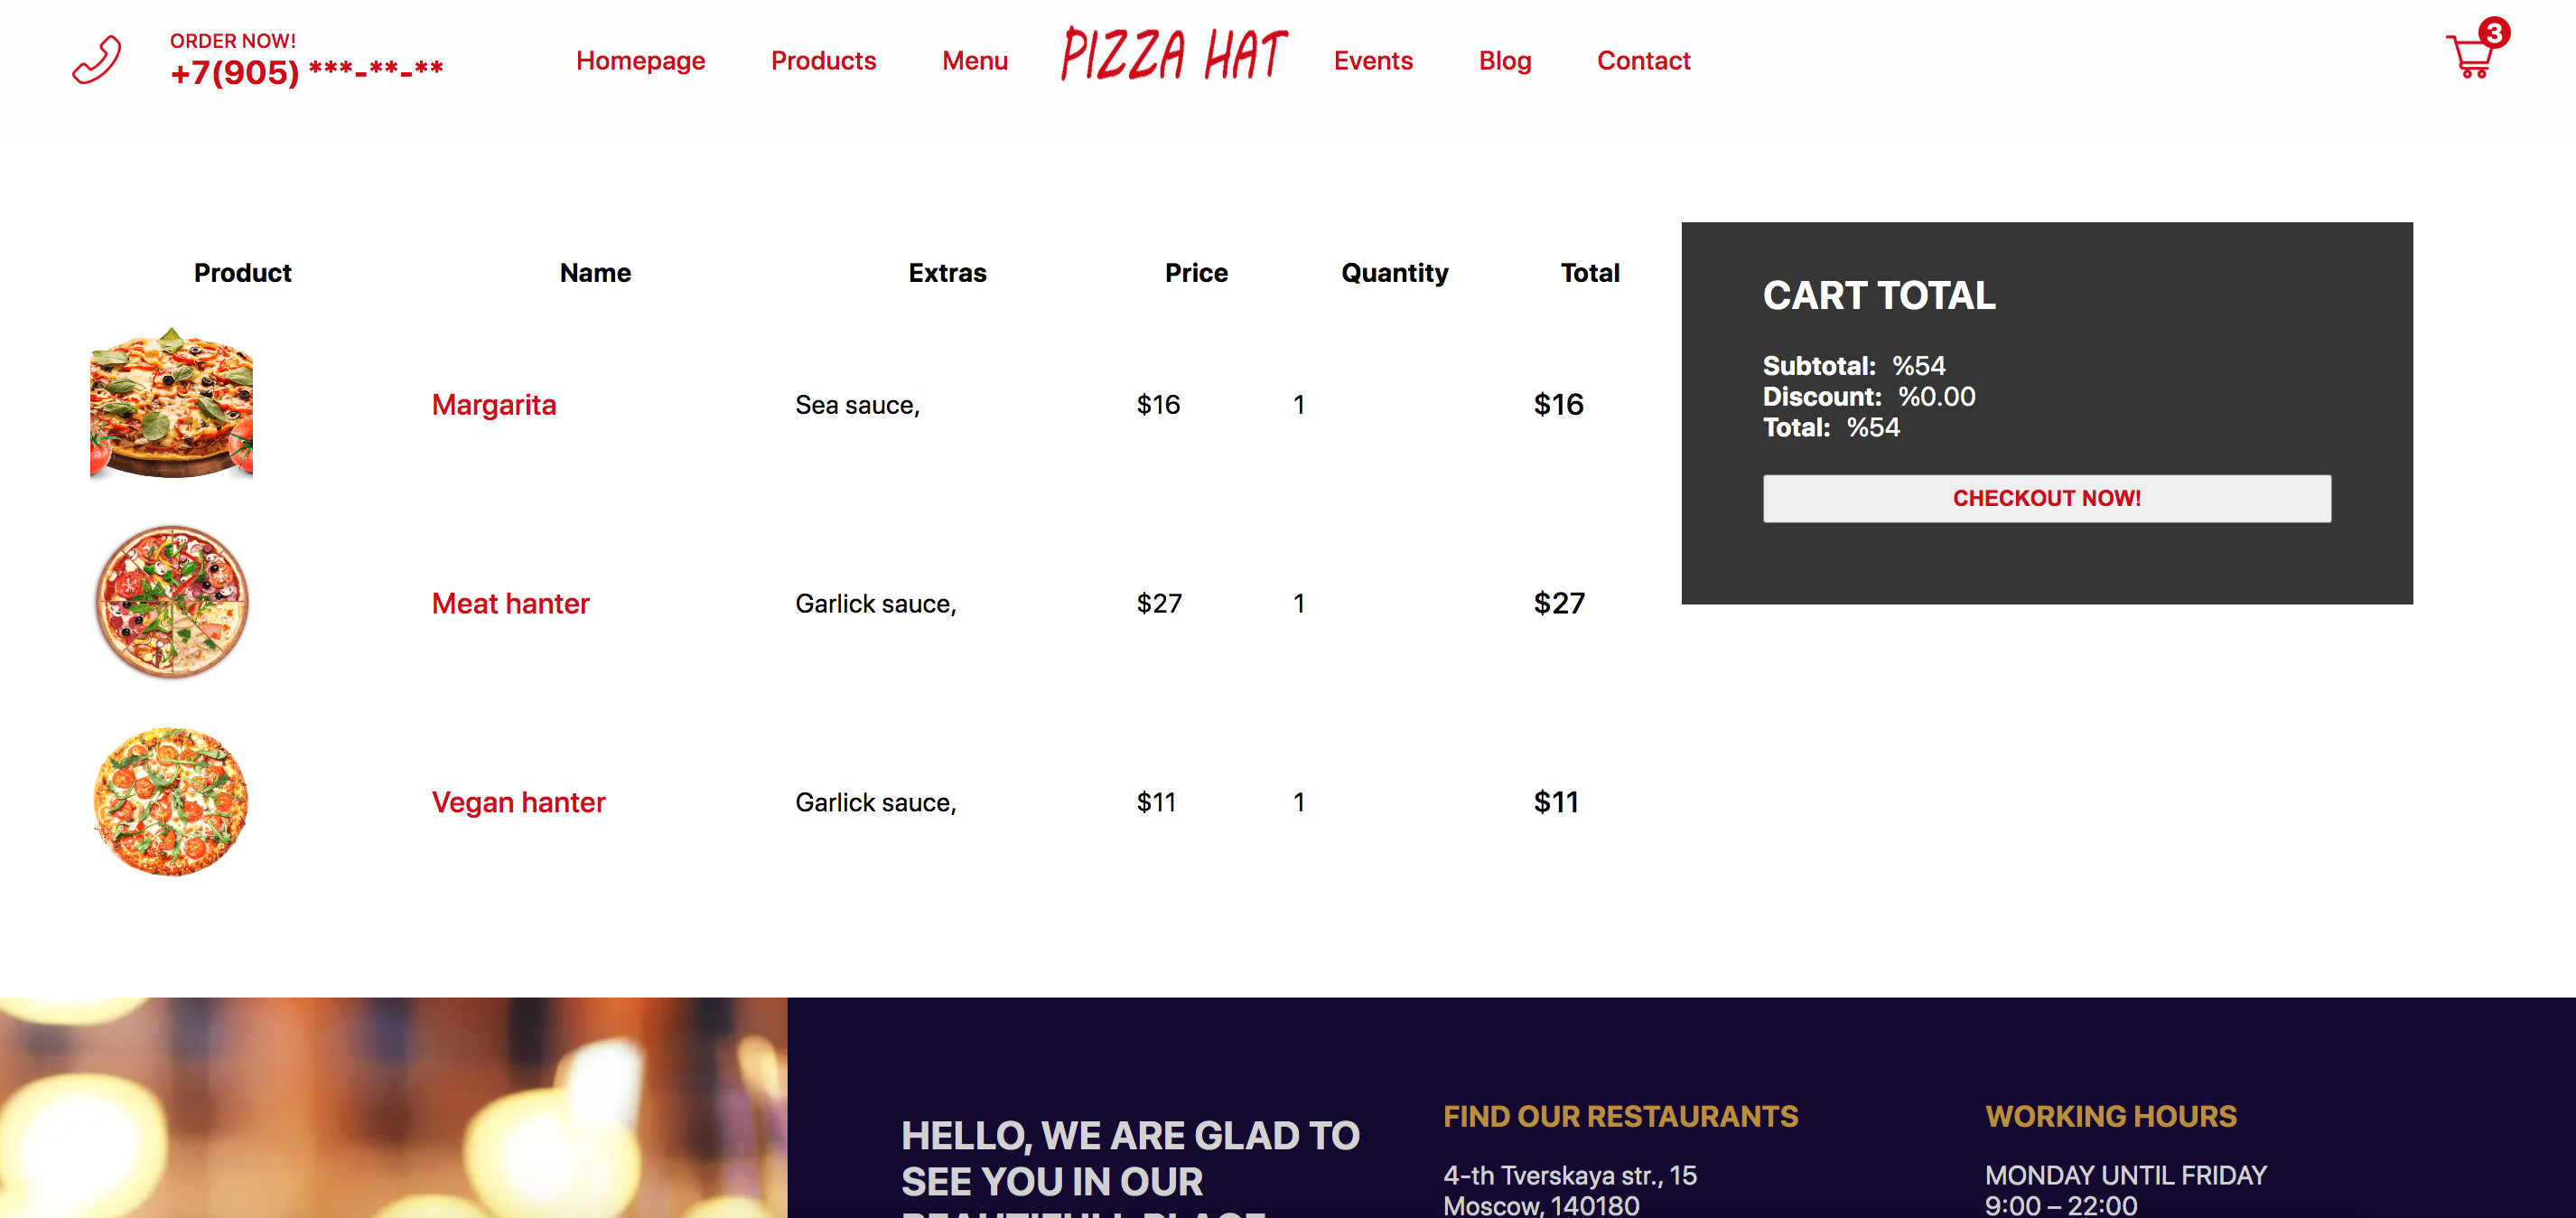 ORDER NOW!
+7(905) ***-**-**
Homepage
Products
Menu
PIZZA HAT
Events
Blog
Contact
3
Product Name Extras Price Quantity Total
Margarita Sea sauce, $16 1 $16
Meat hanter Garlick sauce, $27 1 $27
Vegan hanter Garlick sauce, $11 1 $11
CART TOTAL
Subtotal: %54
Discount: %0.00
Total: %54
CHECKOUT NOW!
HELLO, WE ARE GLAD TO
SEE YOU IN OUR
FIND OUR RESTAURANTS
4-th Tverskaya str., 15
Moscow, 140180
WORKING HOURS
MONDAY UNTIL FRIDAY
9:00 – 22:00